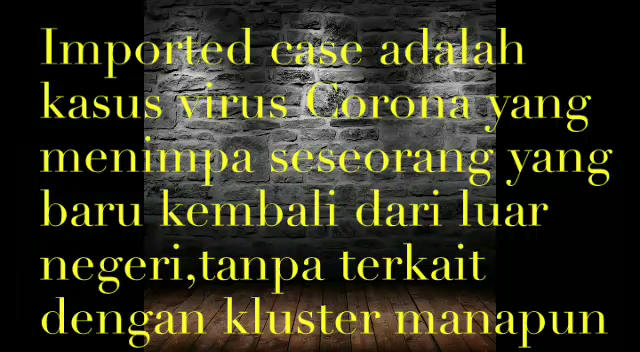 Imported case adalah
kasus virus Corona yang
menimpa seseorang yang
baru kembali dari luar
negeri,tanpa terkait
dengan kluster manapun